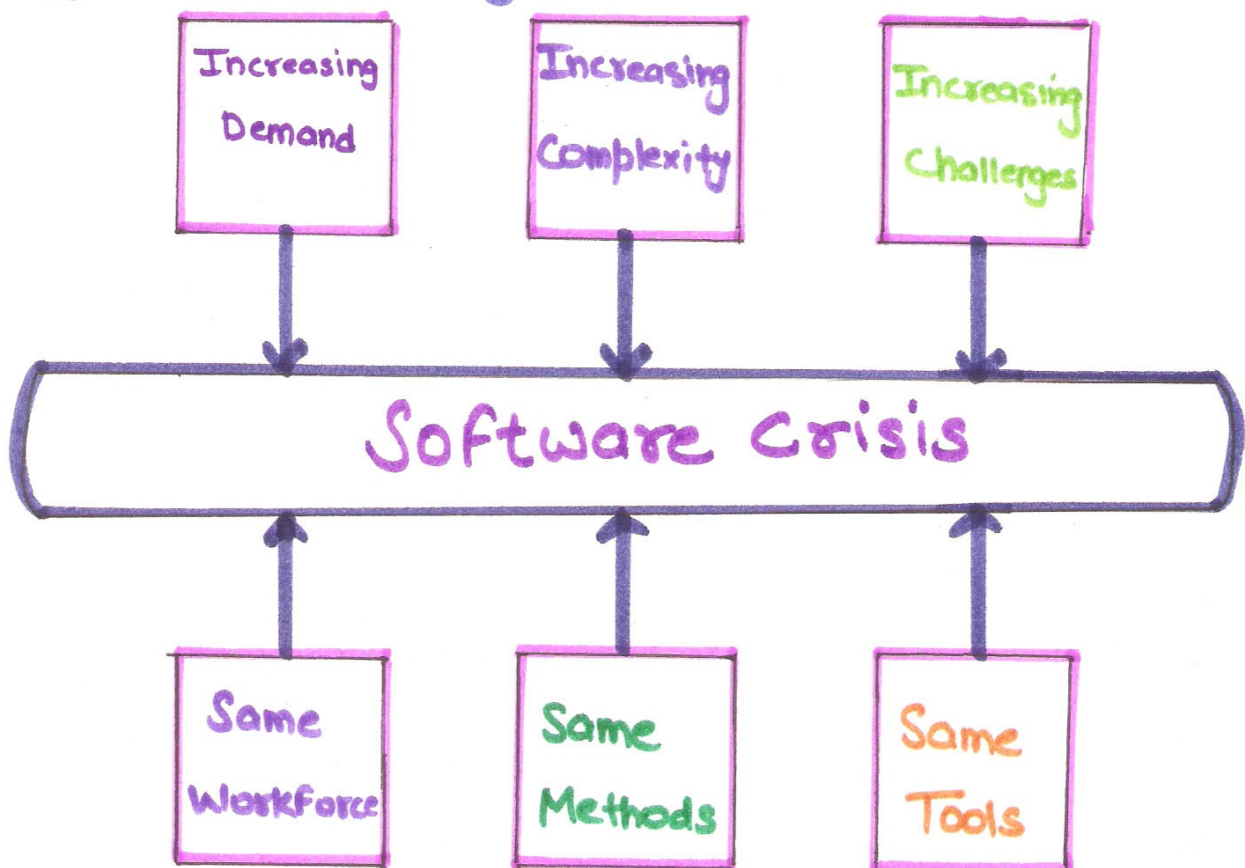 Increasing
Demand
Increasing
Complexity
Increasing
Challenges
Software Crisis
Same
Workforce
Same
Methods
Same
Tools